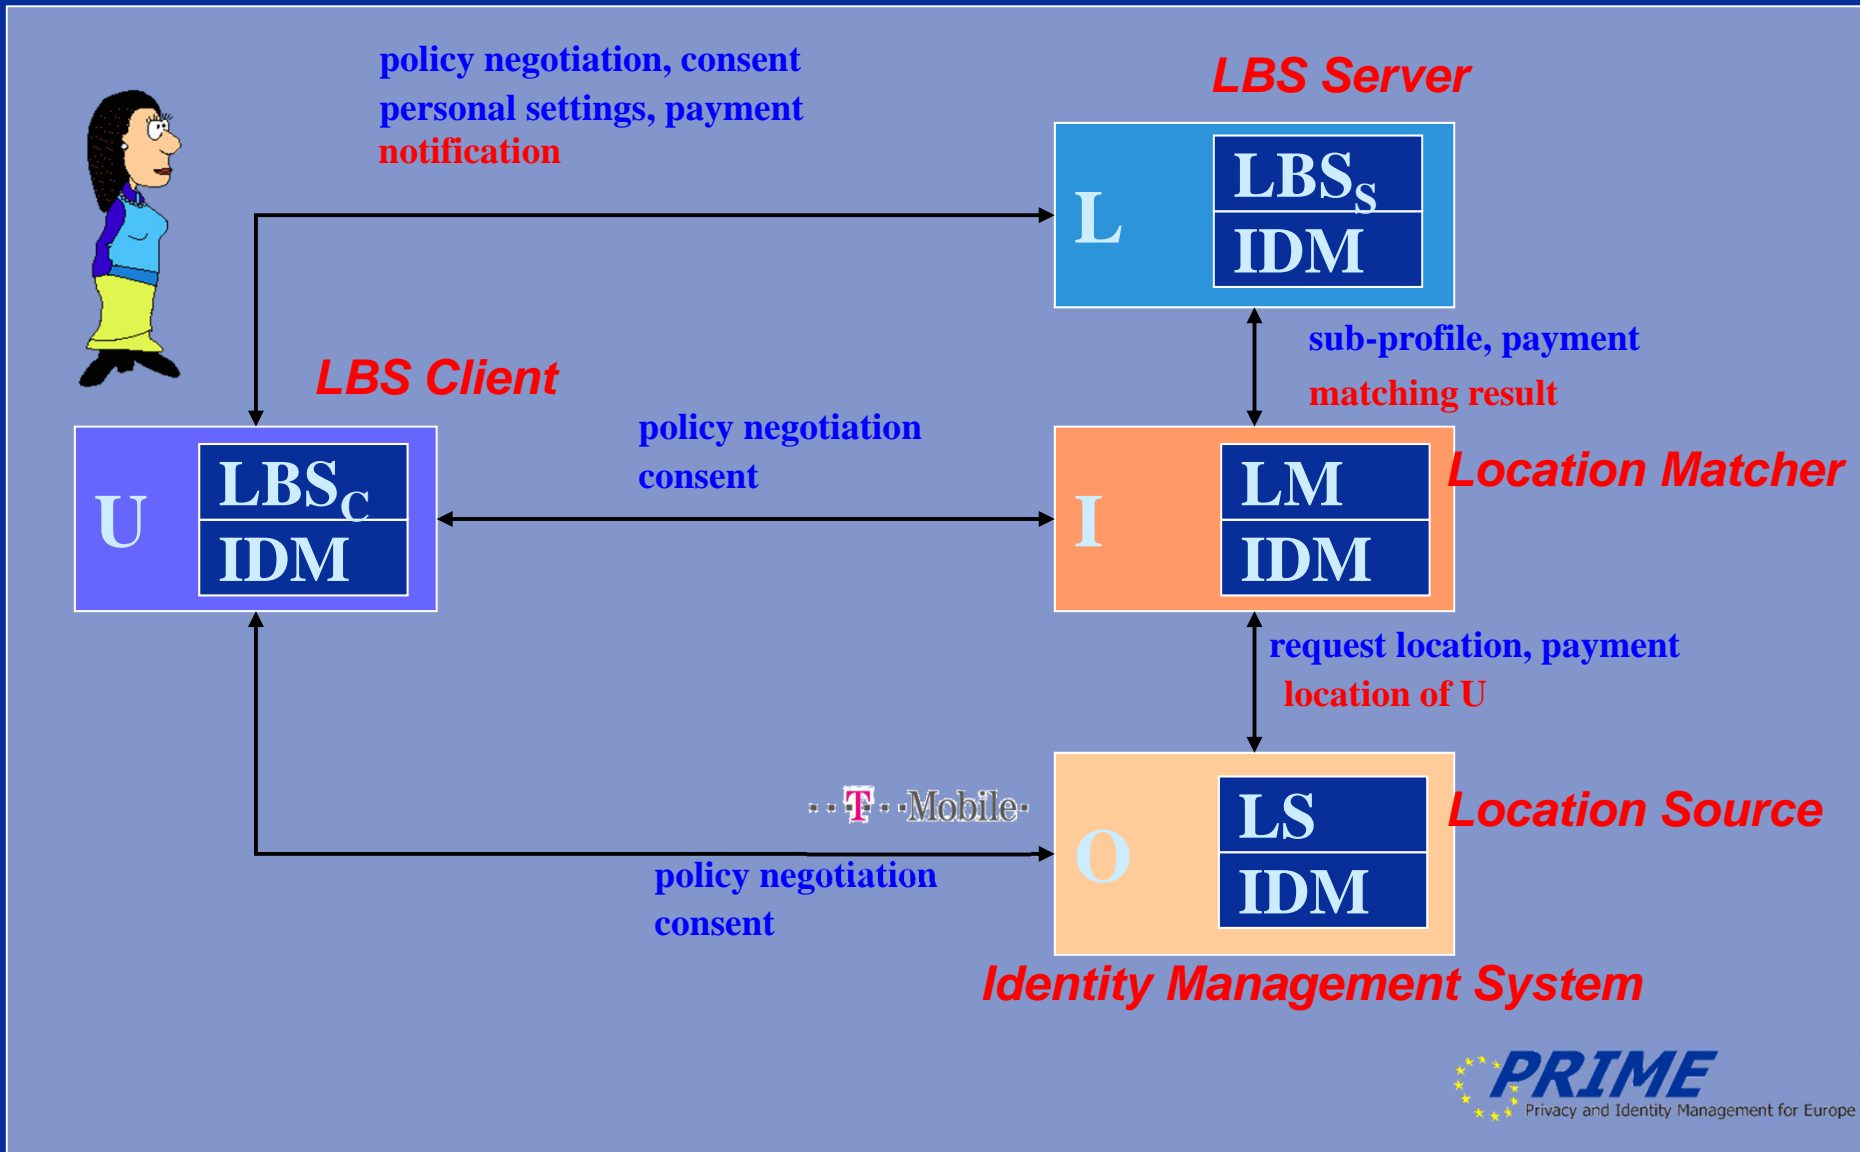 policy negotiation, consent
personal settings, payment
notification
LBS Server
L
LBSS
IDM
sub-profile, payment
matching result
LBS Client
U
LBSC
IDM
policy negotiation
consent
I
LM
IDM
Location Matcher
request location, payment
location of U
T Mobile
policy negotiation
consent
O
LS
IDM
Location Source
Identity Management System
PRIME
Privacy and Identity Management for Europe